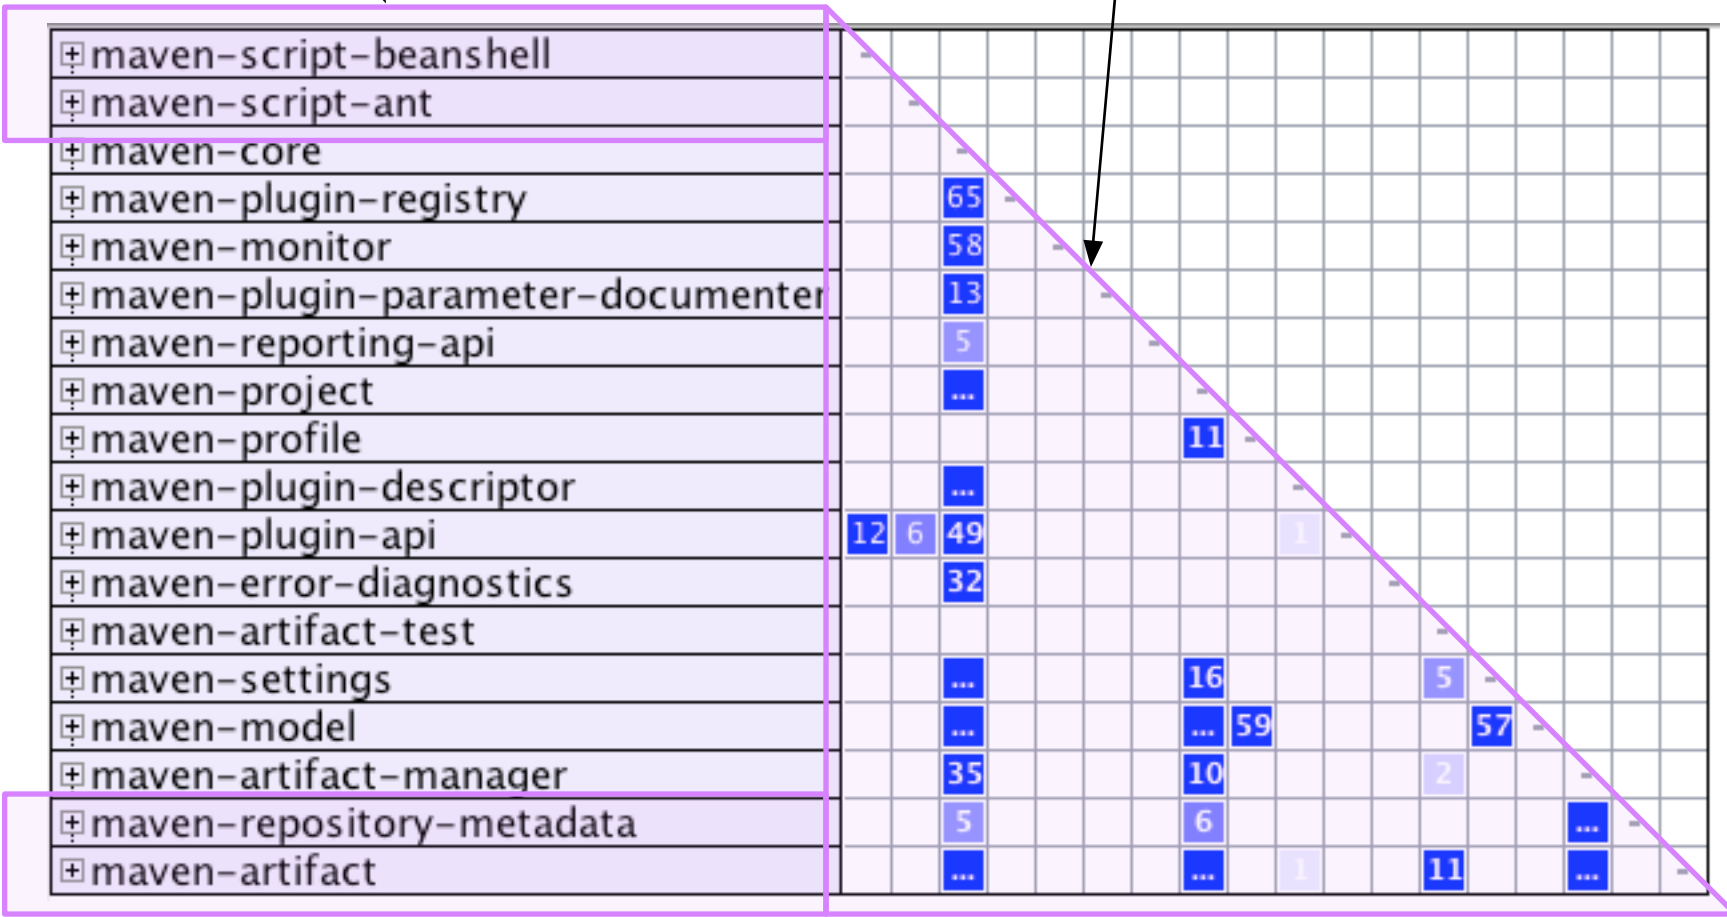 maven-script-beanshell -
maven-script-ant -
maven-core -
maven-plugin-registry 65 -
maven-monitor 58 -
maven-plugin-parameter-documenter 13 -
maven-reporting-api 5 -
maven-project ... -
maven-profile 11 -
maven-plugin-descriptor ... -
maven-plugin-api 12 6 49 1 -
maven-error-diagnostics 32 -
maven-artifact-test -
maven-settings ... 16 5 -
maven-model ... ... 59 57 -
maven-artifact-manager 35 10 2 -
maven-repository-metadata 5 6 ... -
maven-artifact ... ... 1 11 ... -